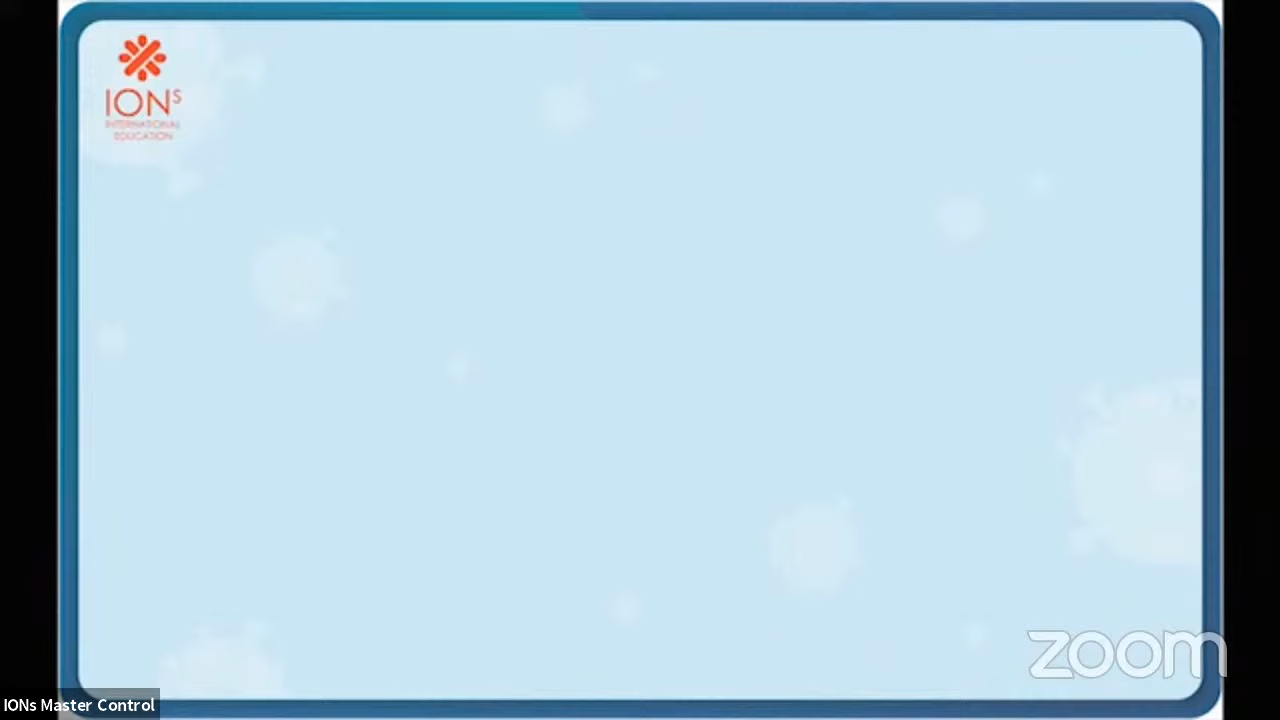 IONS
INTERNATIONAL
EDUCATION
zoom
IONs Master Control